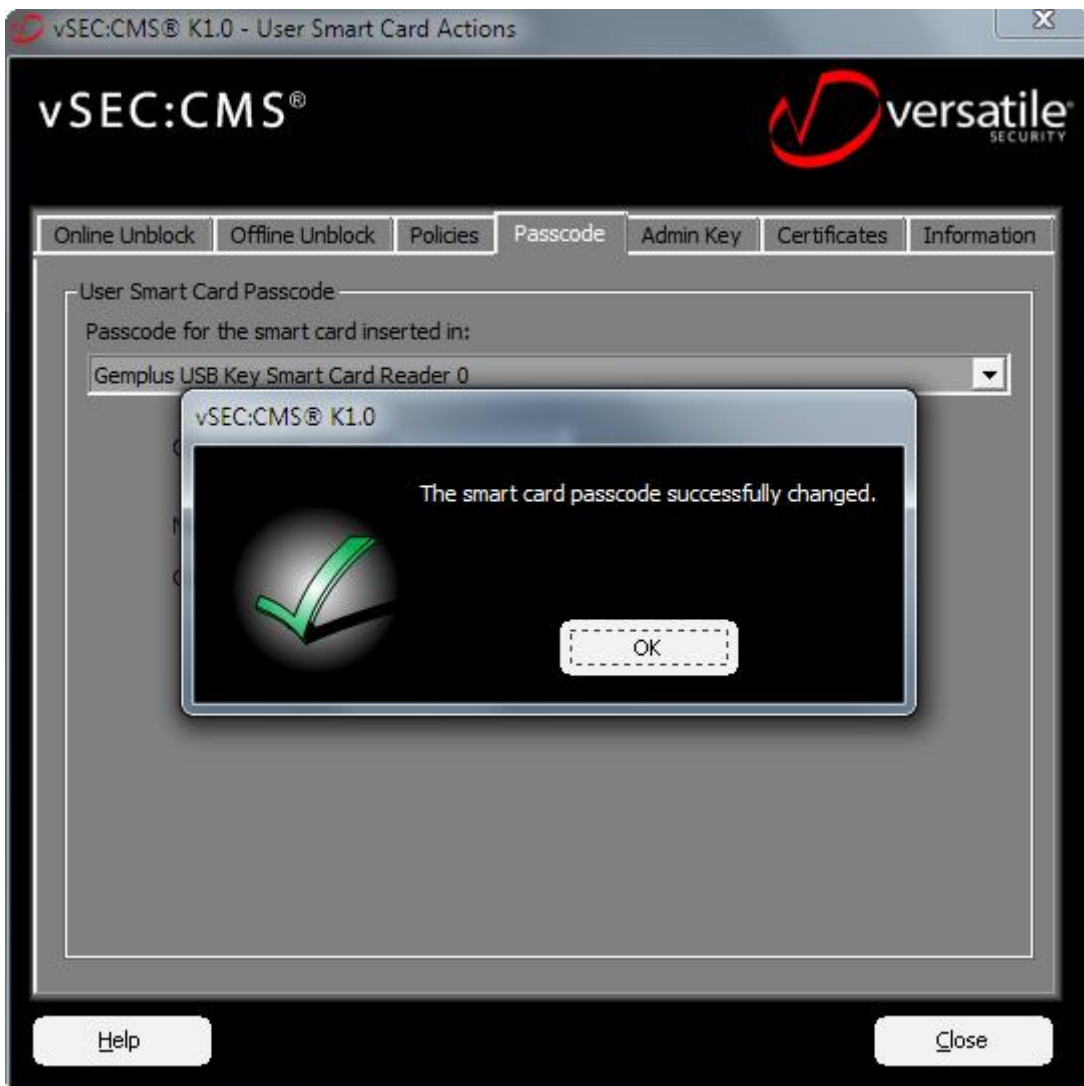 vSEC:CMS® K1.0 - User Smart Card Actions
vSEC:CMS®
versatile
SECURITY
Online Unblock Offline Unblock Policies Passcode Admin Key Certificates Information
User Smart Card Passcode
Passcode for the smart card inserted in:
Gemplus USB Key Smart Card Reader 0
vSEC:CMS® K1.0
The smart card passcode successfully changed.
OK
Help Close